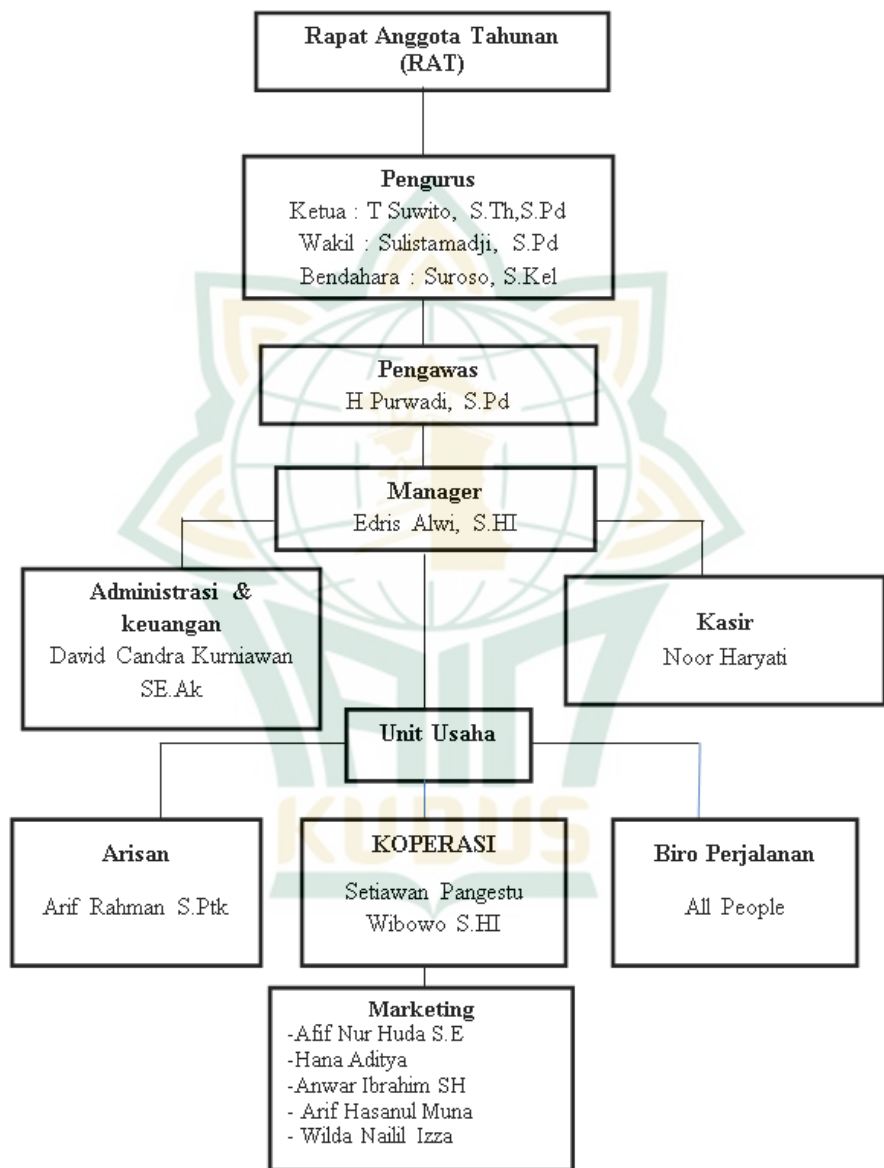 Rapat Anggota Tahunan
(RAT)
Pengurus
Ketua : T Suwito, S.Th,S.Pd
Wakil : Sulistamadji, S.Pd
Bendahara : Suroso, S.Kel
Pengawas
H Purwadi, S.Pd
Manager
Edris Alwi, S.HI
Administrasi &
keuangan
David Candra Kurniawan
SE.Ak
Kasir
Noor Haryati
Unit Usaha
Arisan
Arif Rahman S.Ptk
KOPERASI
Setiawan Pangestu
Wibowo S.HI
Biro Perjalanan
All People
Marketing
-Afif Nur Huda S.E
-Hana Aditya
-Anwar Ibrahim SH
- Arif Hasanul Muna
- Wilda Nailil Izza
IAIN
KUDUS